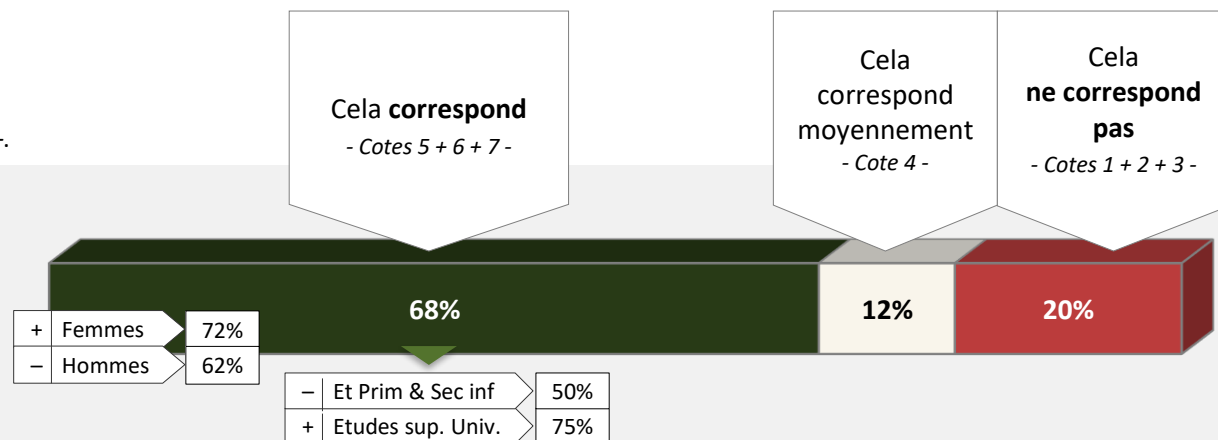 Cela correspond
- Cotes 5 + 6 + 7 -
Cela
correspond
moyennement
- Cote 4 -
Cela
ne correspond
pas
- Cotes 1 + 2 + 3 -
68%
12%
20%
+ Femmes 72%
– Hommes 62%
– Et Prim & Sec inf 50%
+ Etudes sup. Univ. 75%